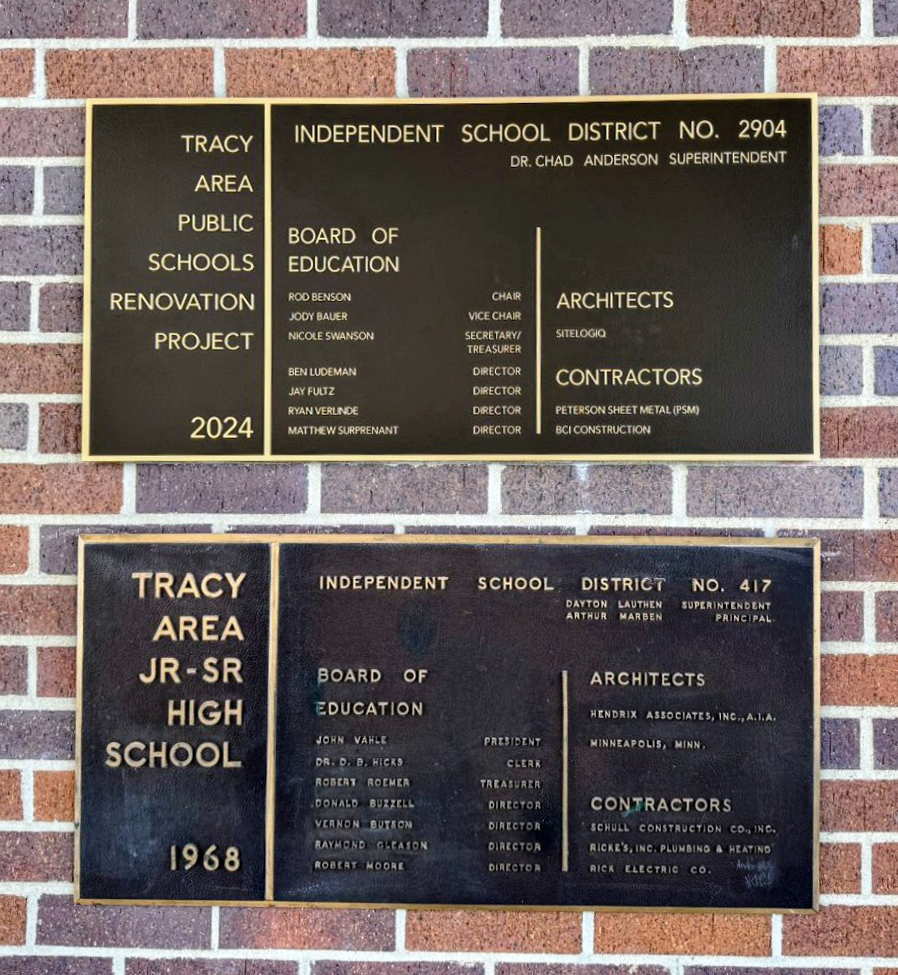 TRACY
AREA
PUBLIC
SCHOOLS
RENOVATION
PROJECT
2024
INDEPENDENT SCHOOL DISTRICT NO. 2904
DR. CHAD ANDERSON SUPERINTENDENT
BOARD OF
EDUCATION
ROD BENSON CHAIR
JODY BAUER VICE CHAIR
NICOLE SWANSON SECRETARY/
TREASURER
BEN LUDEMAN DIRECTOR
JAY FULTZ DIRECTOR
RYAN VERLINDE DIRECTOR
MATTHEW SURPRENANT DIRECTOR
ARCHITECTS
SITELOGIQ
CONTRACTORS
PETERSON SHEET METAL (PSM)
BCI CONSTRUCTION
TRACY
AREA
JR-SR
HIGH
SCHOOL
1968
INDEPENDENT SCHOOL DISTRICT NO. 417
DAYTON LAUTHEN SUPERINTENDENT
ARTHUR MARBEN PRINCIPAL
BOARD OF
EDUCATION
JOHN VAHLE PRESIDENT
DR. D. B. HICKS CLERK
ROBERT ROEMER TREASURER
DONALD BUZZELL DIRECTOR
VERNON BUTSON DIRECTOR
RAYMOND GLEASON DIRECTOR
ROBERT MOORE DIRECTOR
ARCHITECTS
HENDRIX ASSOCIATES, INC., A.I.A.
MINNEAPOLIS, MINN.
CONTRACTORS
SCHULL CONSTRUCTION CO., INC.
RICKE'S, INC. PLUMBING & HEATING
RICK ELECTRIC CO.